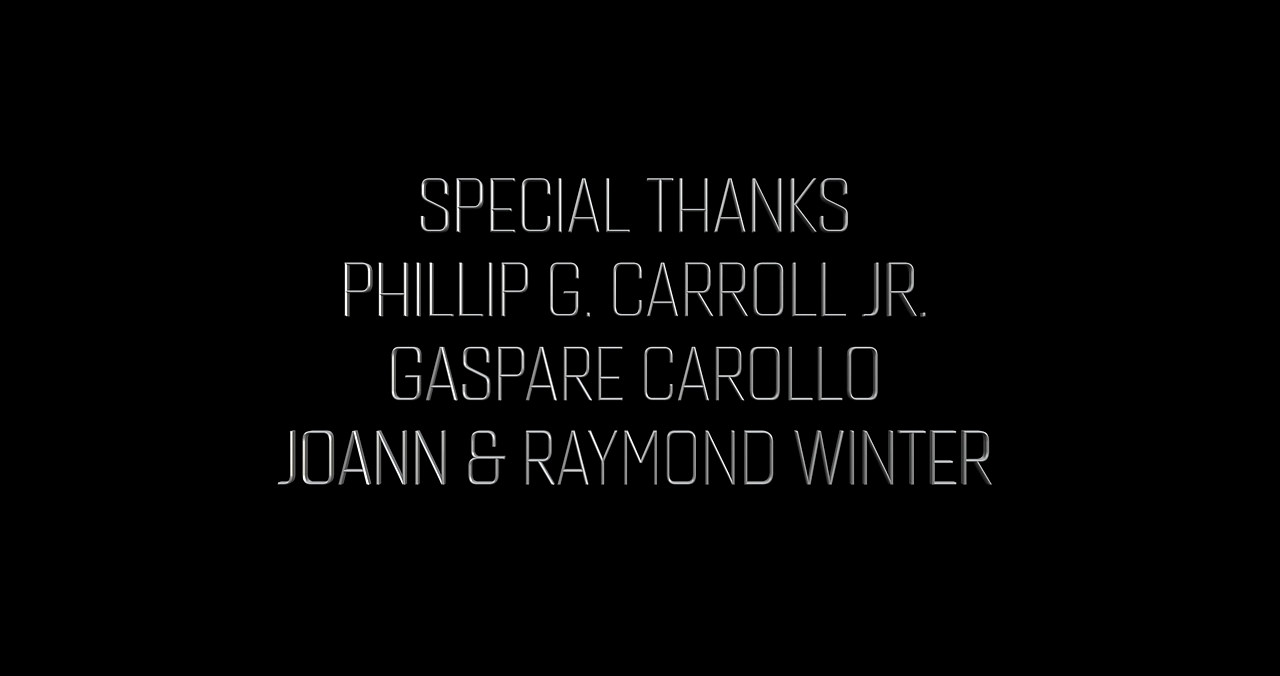 SPECIAL THANKS
PHILLIP G. CARROLL JR.
GASPARE CAROLLO
JOANN & RAYMOND WINTER